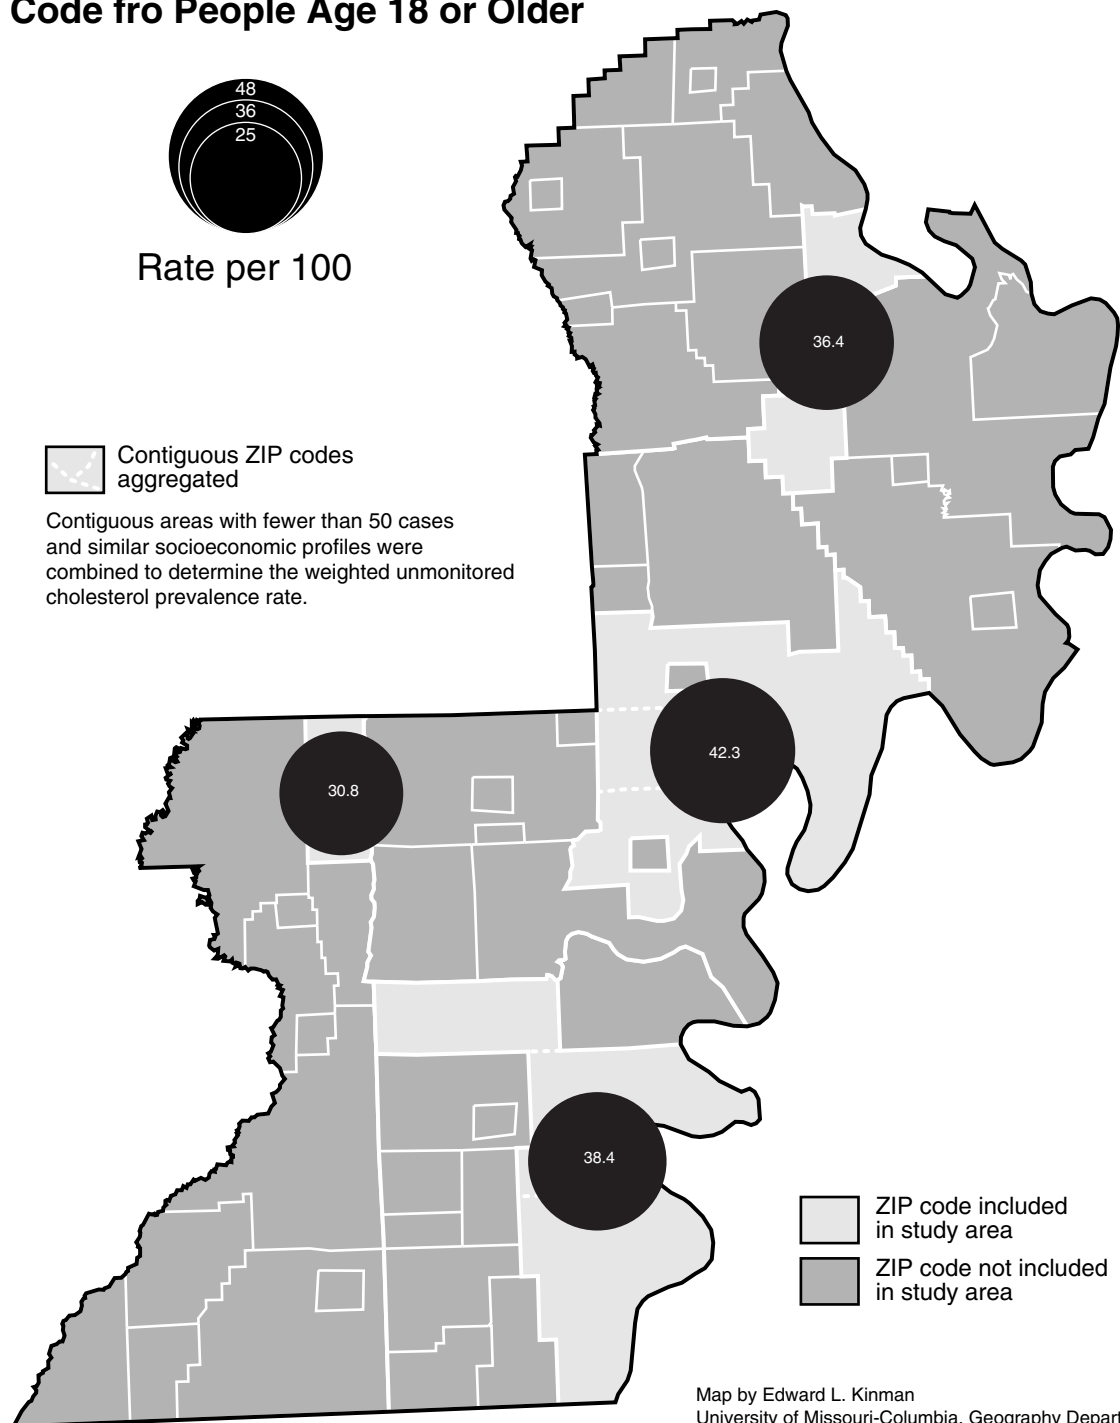 Code fro People Age 18 or Older
48
36
25
Rate per 100
36.4
Contiguous ZIP codes
aggregated
Contiguous areas with fewer than 50 cases
and similar socioeconomic profiles were
combined to determine the weighted unmonitored
cholesterol prevalence rate.
42.3
30.8
38.4
ZIP code included
in study area
ZIP code not included
in study area
Map by Edward L. Kinman
University of Missouri-Columbia, Geography